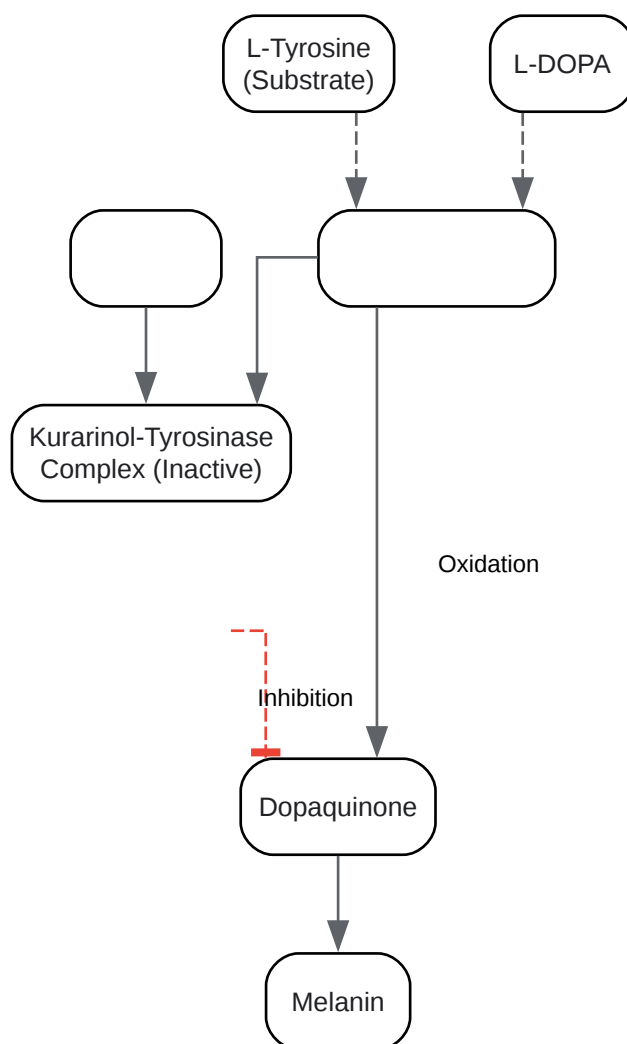 L-Tyrosine
(Substrate)
L-DOPA
Kurarinol-Tyrosinase
Complex (Inactive)
Oxidation
Inhibition
Dopaquinone
Melanin